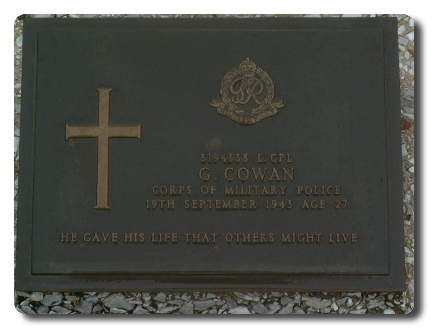 GR
3194338 L. CPL
G. COWAN
CORPS OF MILITARY POLICE
19TH SEPTEMBER 1943 AGE 27
HE GAVE HIS LIFE THAT OTHERS MIGHT LIVE